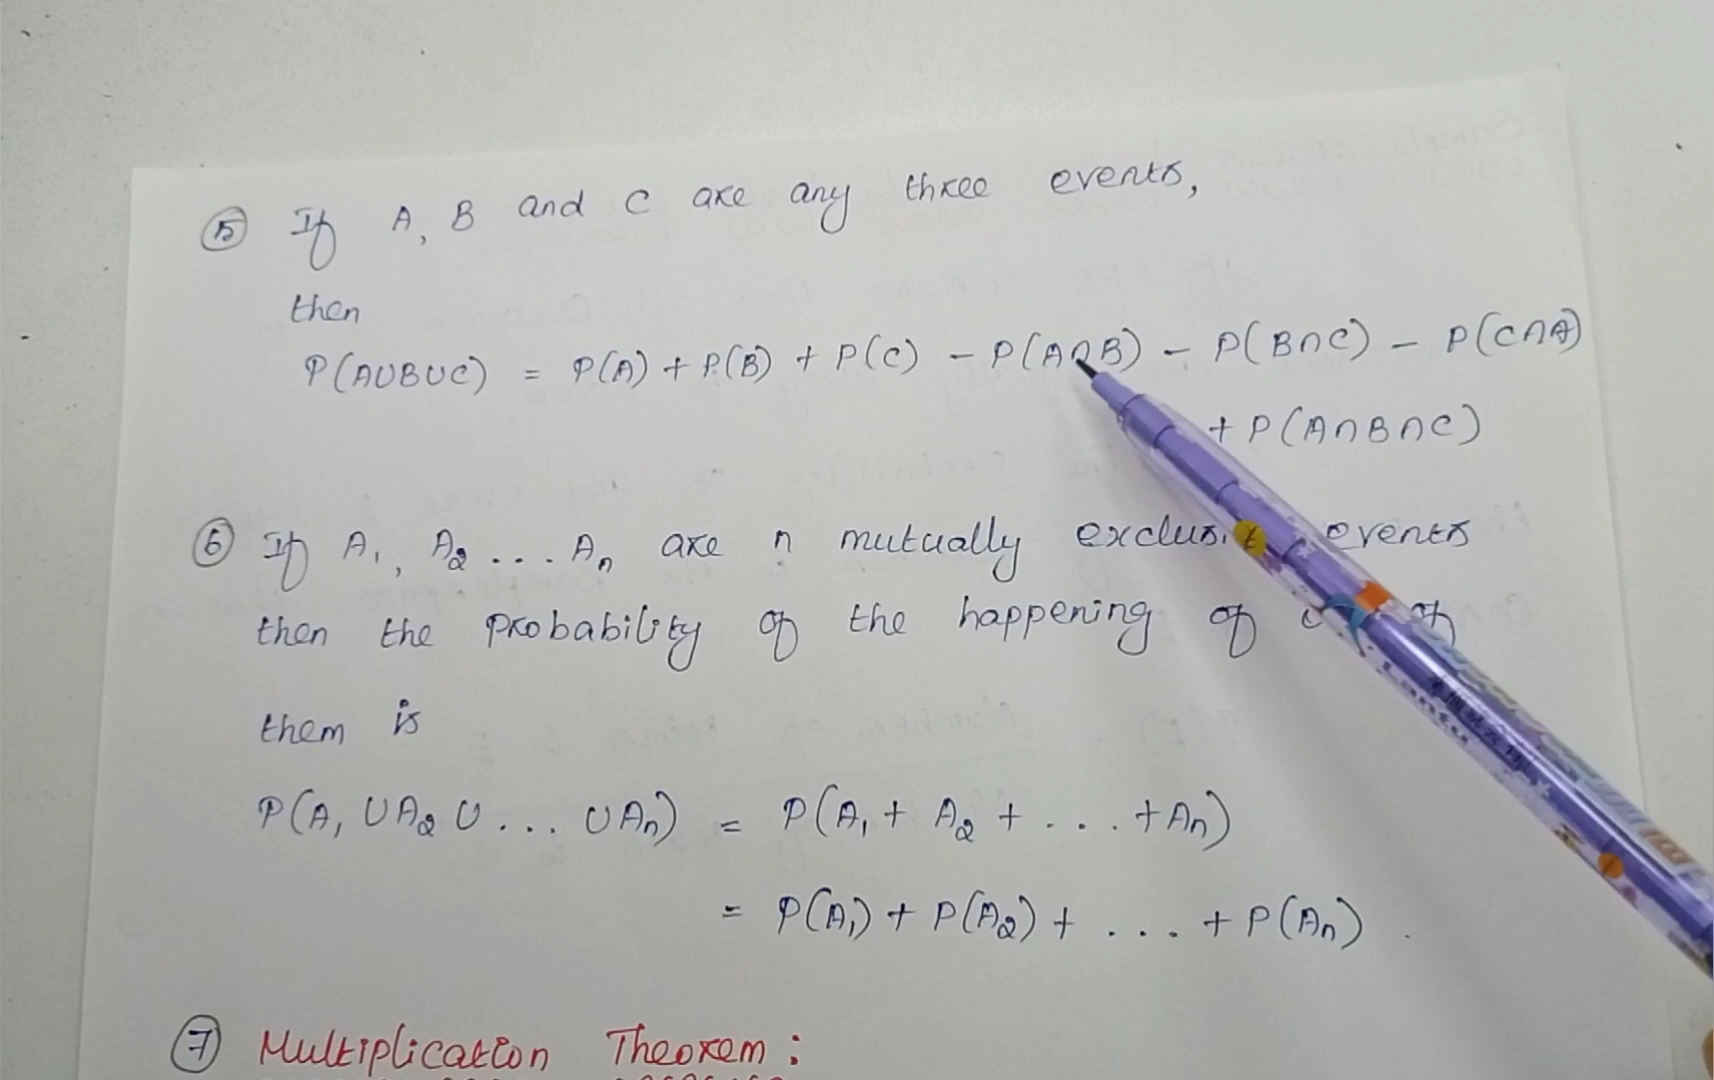 ⑤ If A, B and C are any three events,
then
P(A∪B∪C) = P(A) + P(B) + P(C) − P(A∩B) − P(B∩C) − P(C∩A)
+ P(A∩B∩C)
⑥ If A₁, A₂ ... Aₙ are n mutually events
then the probability of the happening of of
them is
P(A₁ ∪ A₂ ∪ ... ∪ Aₙ) = P(A₁ + A₂ + ... + Aₙ)
= P(A₁) + P(A₂) + ... + P(Aₙ).
⑦ Multiplication Theorem :